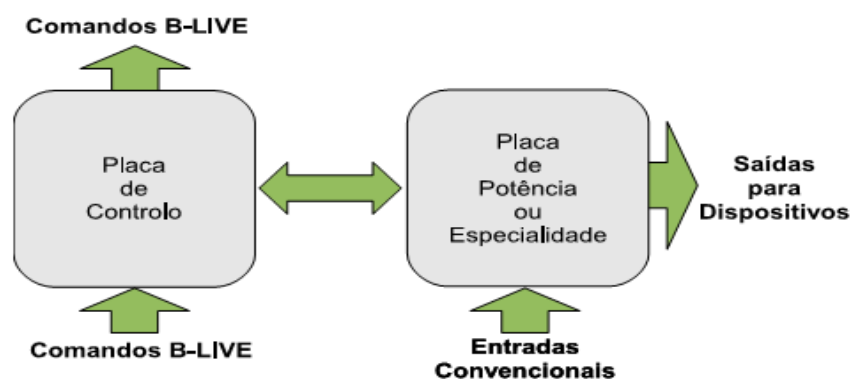 Comandos B-LIVE
Placa
de
Controlo
Comandos B-LIVE
Placa
de
Potência
ou
Especialidade
Saídas
para
Dispositivos
Entradas
Convencionais